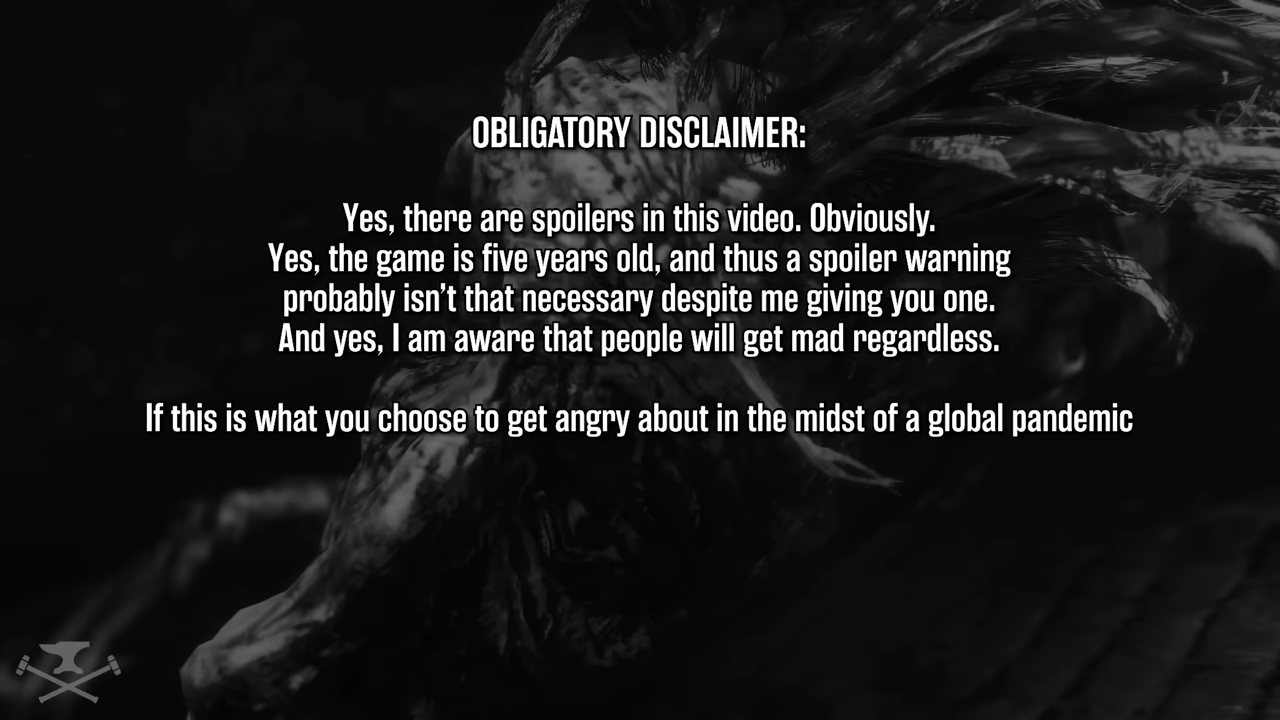 OBLIGATORY DISCLAIMER:
Yes, there are spoilers in this video. Obviously.
Yes, the game is five years old, and thus a spoiler warning
probably isn't that necessary despite me giving you one.
And yes, I am aware that people will get mad regardless.
If this is what you choose to get angry about in the midst of a global pandemic